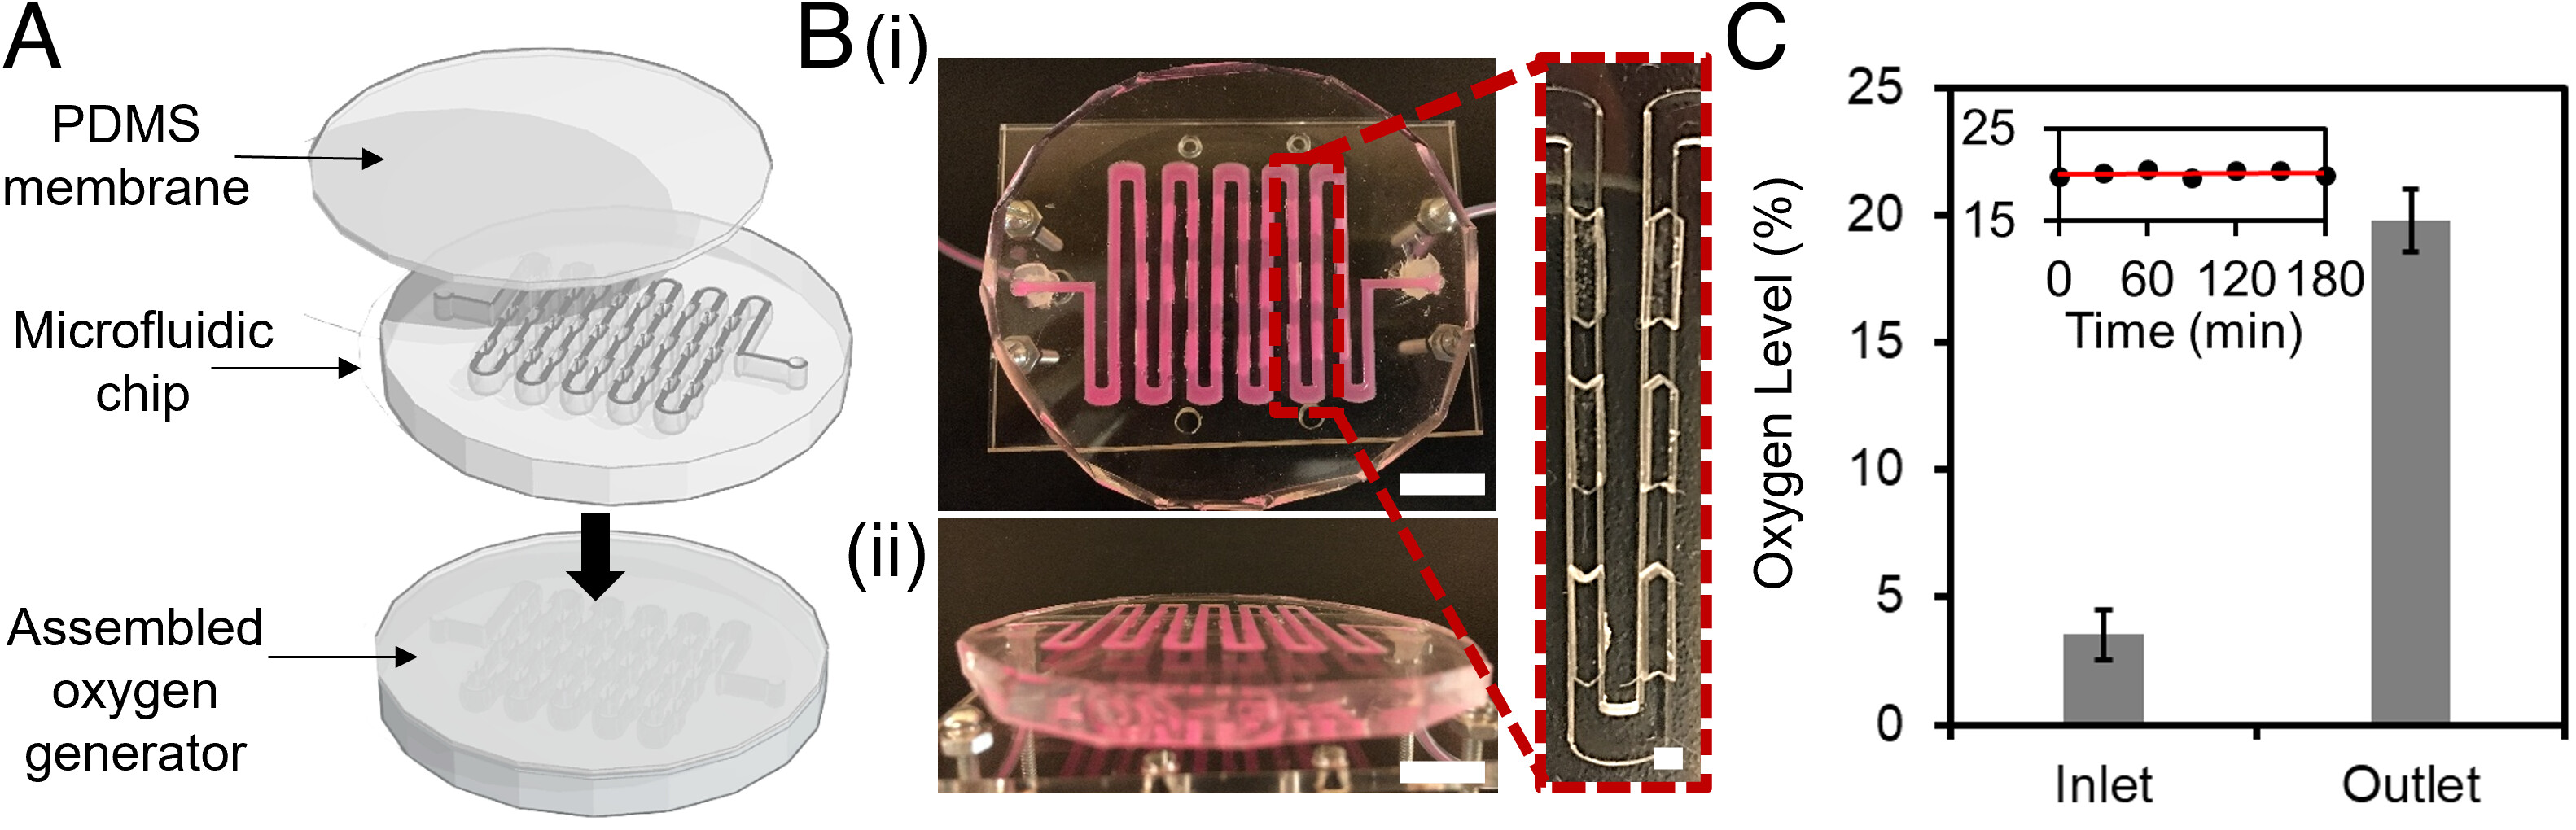 A
PDMS
membrane
Microfluidic
chip
Assembled
oxygen
generator
B
(i)
(ii)
C
Oxygen Level (%)
25
20
15
10
5
0
Inlet
Outlet
25
15
0
60
120
180
Time (min)